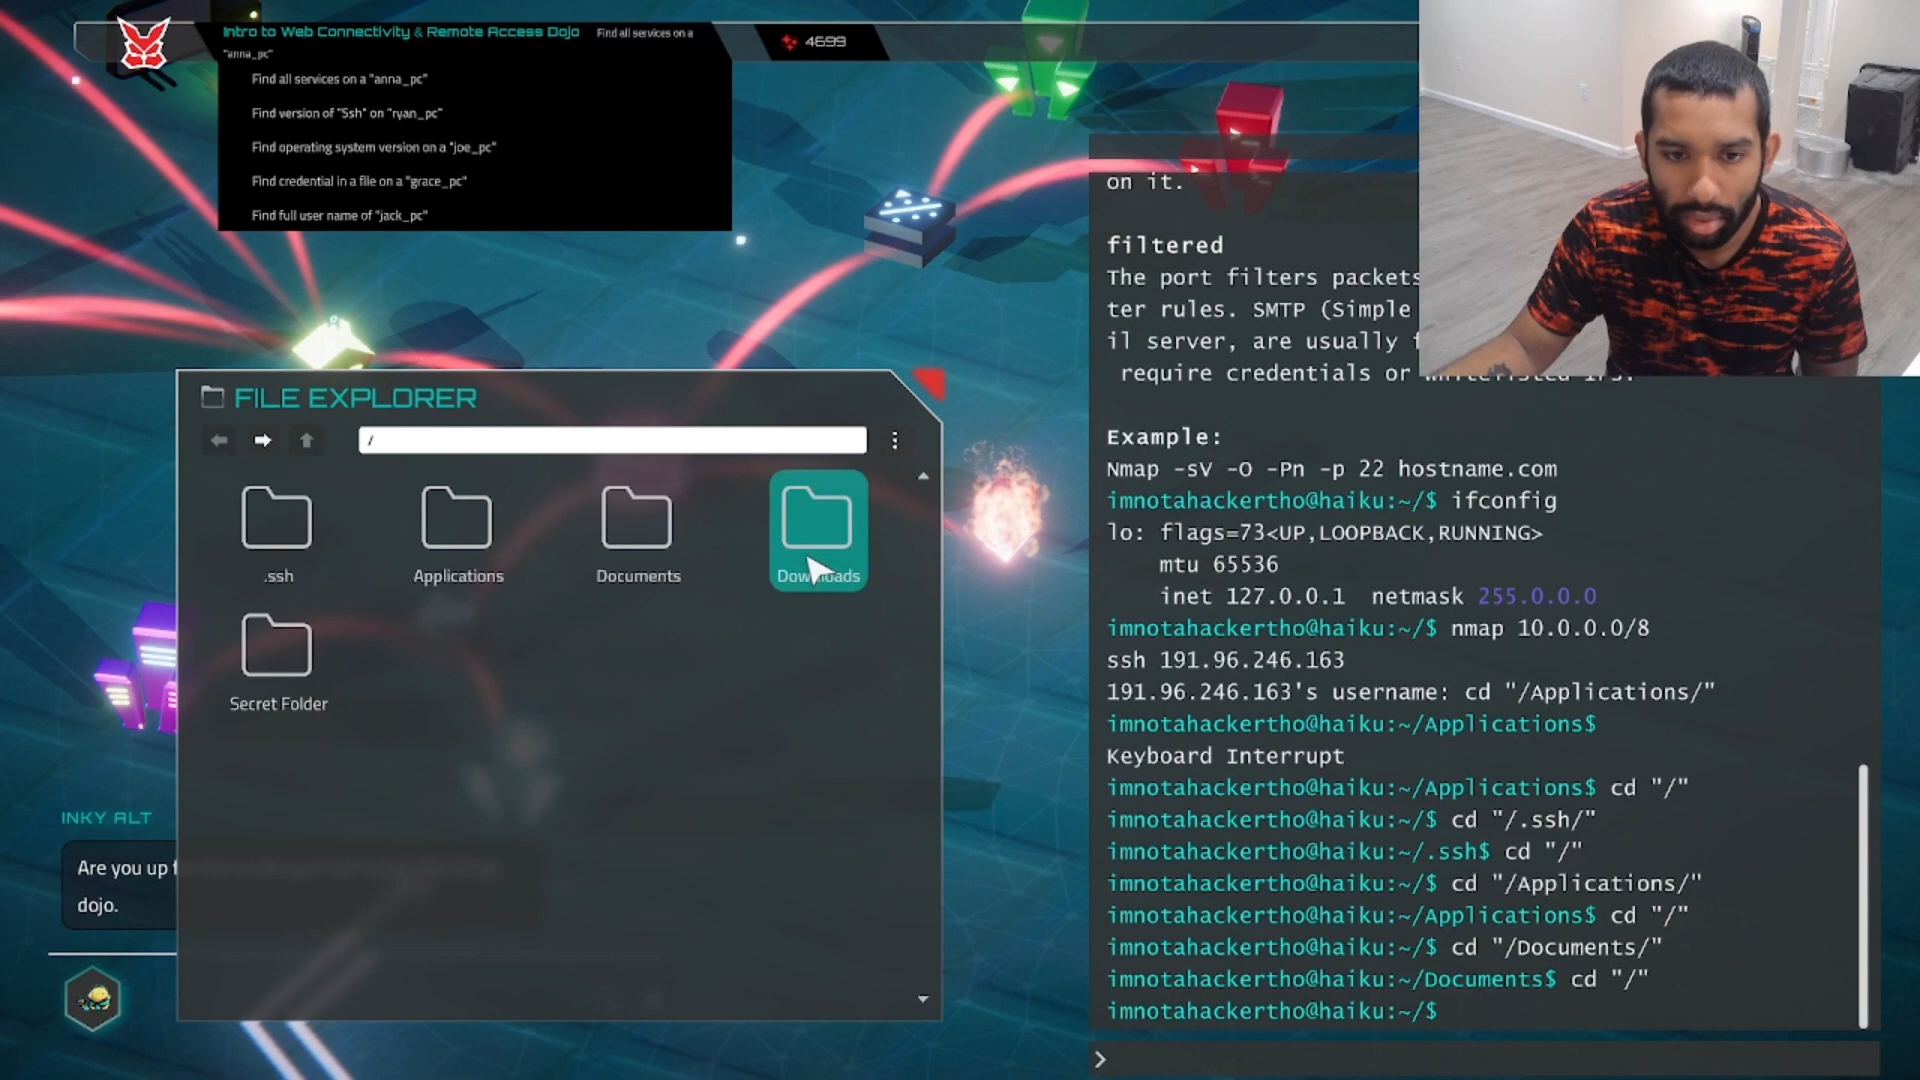 Intro to Web Connectivity & Remote Access Dojo Find all services on a
"anna_pc"
Find all services on a "anna_pc"
Find version of "Ssh" on "ryan_pc"
Find operating system version on a "joe_pc"
Find credential in a file on a "grace_pc"
Find full user name of "jack_pc"
4699
FILE EXPLORER
/
.ssh
Applications
Documents
Downloads
Secret Folder
INKY ALT
Are you up
dojo.
on it.
filtered
The port filters packets
ter rules. SMTP (Simple
il server, are usually
require credentials or
Example:
Nmap -sV -O -Pn -p 22 hostname.com
imnotahackertho@haiku:~/$ ifconfig
lo: flags=73<UP,LOOPBACK,RUNNING>
mtu 65536
inet 127.0.0.1 netmask 255.0.0.0
imnotahackertho@haiku:~/$ nmap 10.0.0.0/8
ssh 191.96.246.163
191.96.246.163's username: cd "/Applications/"
imnotahackertho@haiku:~/Applications$
Keyboard Interrupt
imnotahackertho@haiku:~/Applications$ cd "/"
imnotahackertho@haiku:~/$ cd "/.ssh/"
imnotahackertho@haiku:~/.ssh$ cd "/"
imnotahackertho@haiku:~/$ cd "/Applications/"
imnotahackertho@haiku:~/Applications$ cd "/"
imnotahackertho@haiku:~/$ cd "/Documents/"
imnotahackertho@haiku:~/Documents$ cd "/"
imnotahackertho@haiku:~/$
>